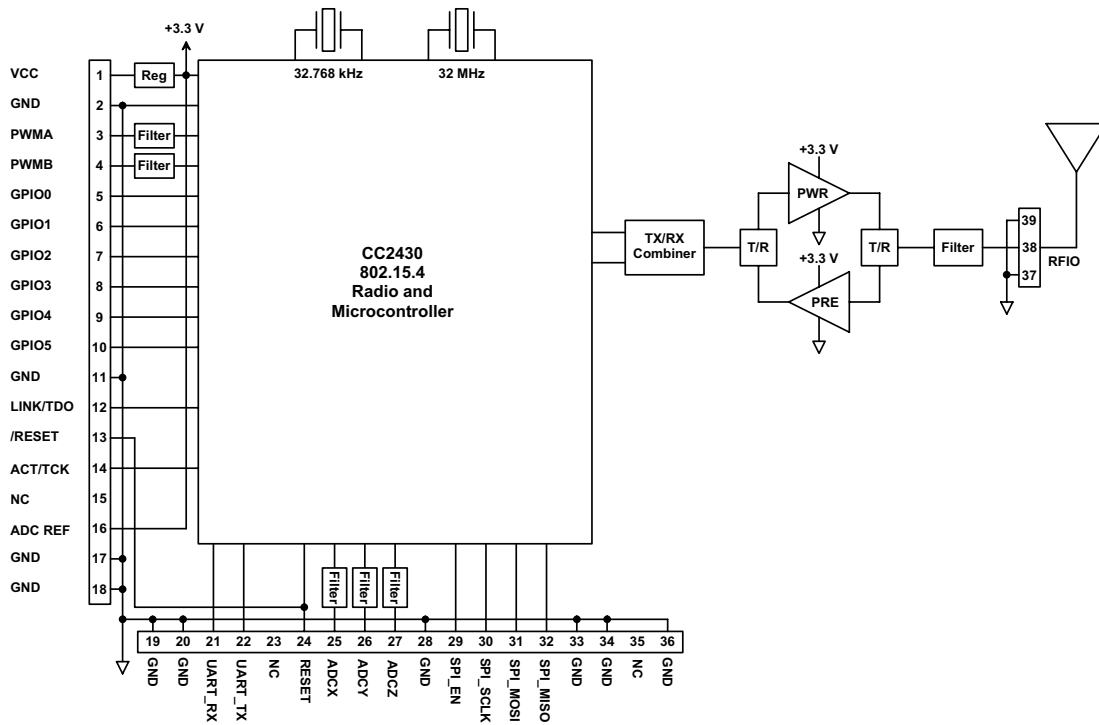 +3.3 V
32.768 kHz
32 MHz
VCC
1
Reg
GND
2
PWMA
3
Filter
PWMB
4
Filter
GPIO0
5
GPIO1
6
GPIO2
7
GPIO3
8
GPIO4
9
GPIO5
10
GND
11
LINK/TDO
12
/RESET
13
ACT/TCK
14
NC
15
ADC REF
16
GND
17
GND
18
CC2430
802.15.4
Radio and
Microcontroller
TX/RX
Combiner
T/R
+3.3 V
PWR
+3.3 V
PRE
T/R
Filter
39
38
37
RFIO
Filter
Filter
Filter
19
20
21
22
23
24
25
26
27
28
29
30
31
32
33
34
35
36
GND
GND
UART_RX
UART_TX
NC
RESET
ADCX
ADCY
ADCZ
GND
SPI_EN
SPI_SCLK
SPI_MOSI
SPI_MISO
GND
GND
NC
GND